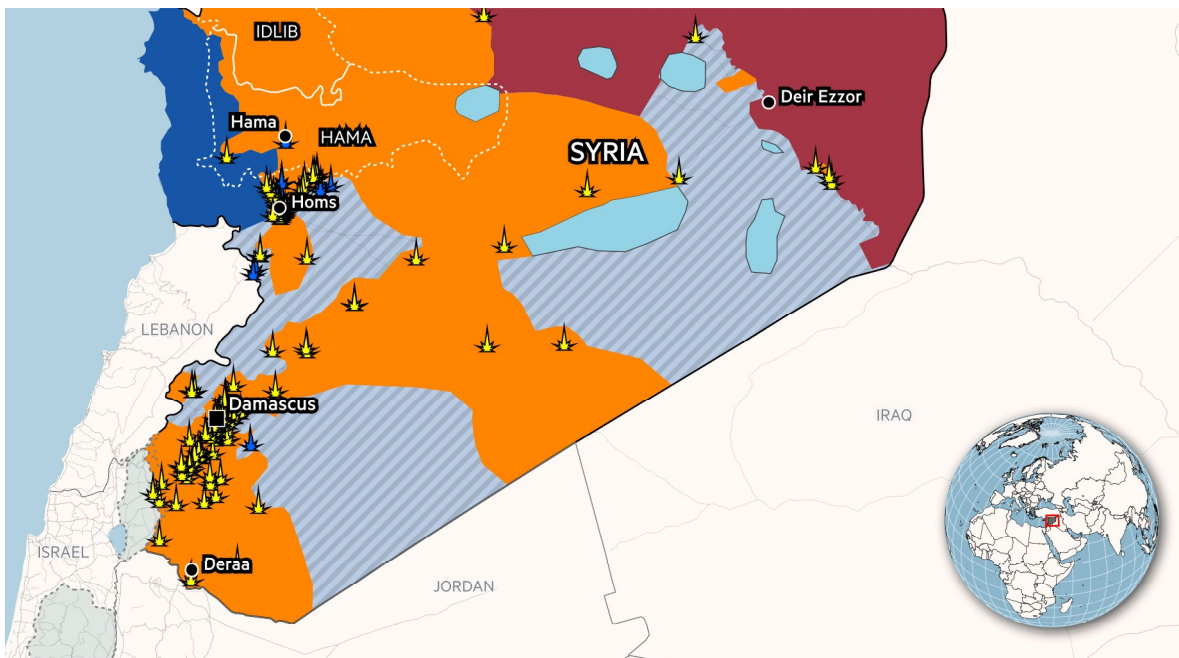 IDLIB
Deir Ezzor
Hama
HAMA
SYRIA
Homs
LEBANON
Damascus
IRAQ
ISRAEL
Deraa
JORDAN